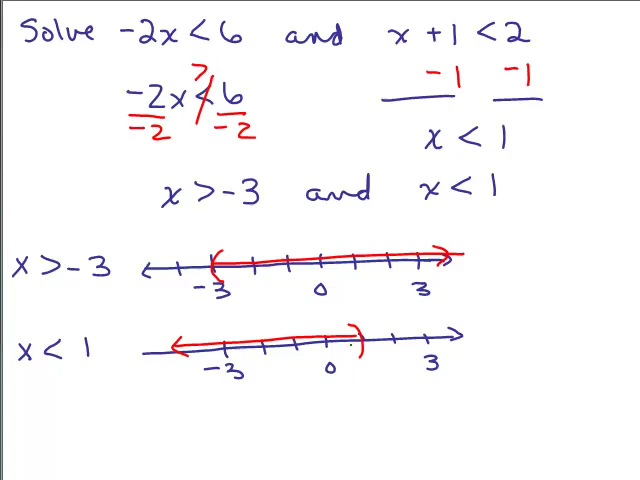 Solve -2x < 6 and x + 1 < 2
-2x < 6 > -1 -1
-2 -2
x < 1
x > -3 and x < 1
x > -3
-3 0 3
x < 1
-3 0 3